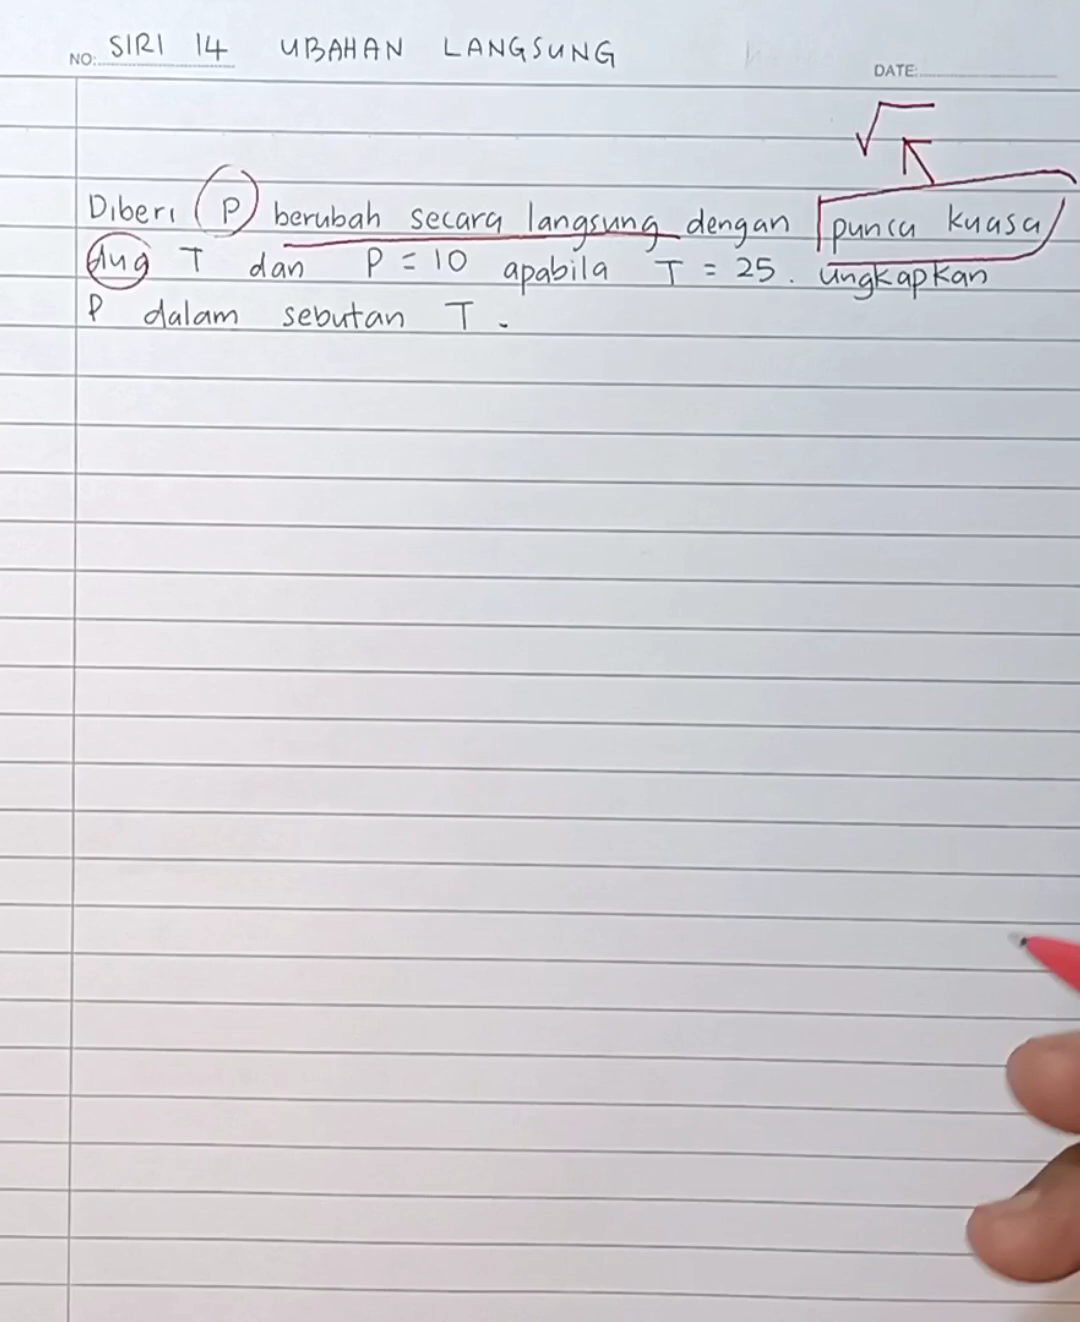 NO: SIRI 14 UBAHAN LANGSUNG
DATE:
√
Diberi P berubah secara langsung dengan punca kuasa
dua T dan P = 10 apabila T = 25. Ungkapkan
P dalam sebutan T.